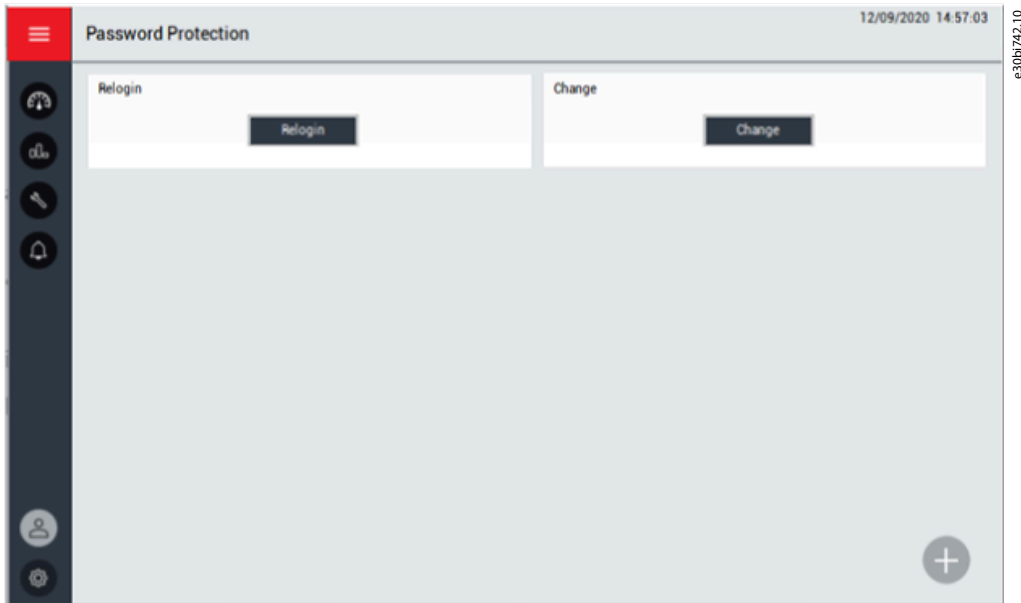 12/09/2020 14:57:03
Password Protection
Relogin
Change
Relogin
Change
e30bi742.10